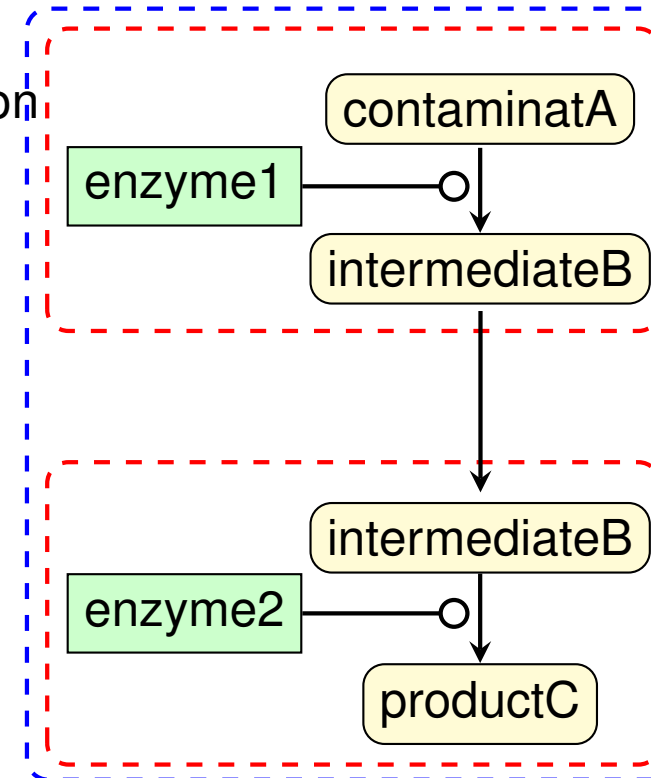 contaminatA
enzyme1
intermediateB
intermediateB
enzyme2
productC